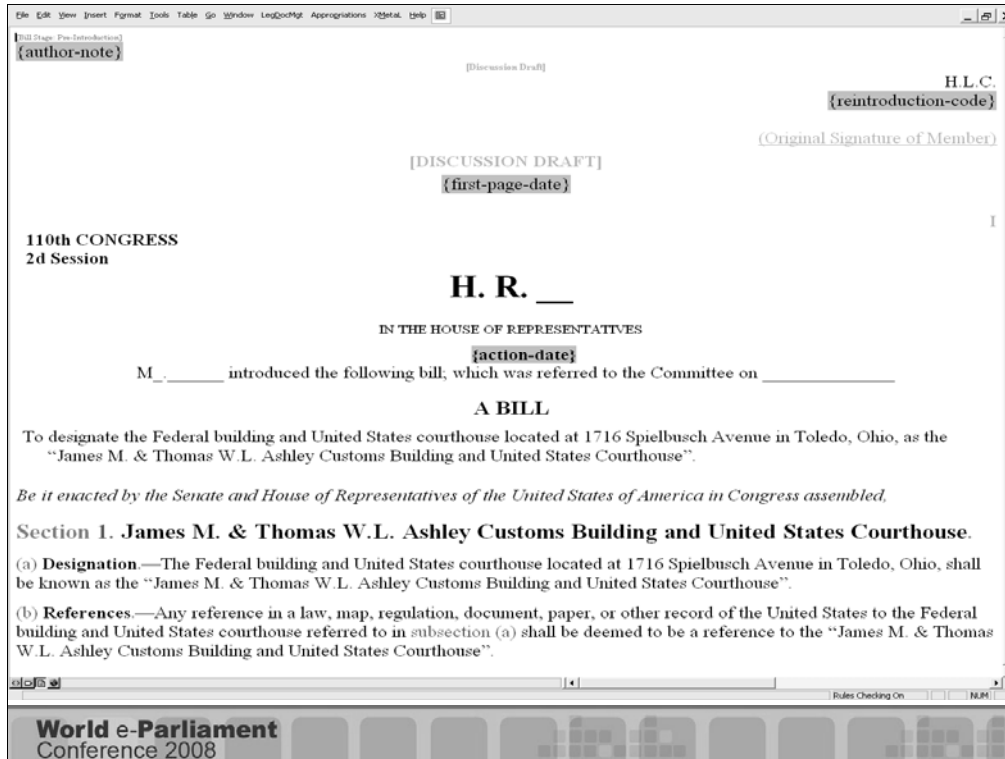 File Edit View Insert Format Tools Table Go Window LegDocMgt Appropriations XMetaL Help
[Bill Stage: Pre-Introduction]
{author-note}
[Discussion Draft]
H.L.C.
{reintroduction-code}
(Original Signature of Member)
[DISCUSSION DRAFT]
{first-page-date}
I
110th CONGRESS
2d Session
H. R. __
IN THE HOUSE OF REPRESENTATIVES
{action-date}
M_.______ introduced the following bill; which was referred to the Committee on ______________
A BILL
To designate the Federal building and United States courthouse located at 1716 Spielbusch Avenue in Toledo, Ohio, as the
“James M. & Thomas W.L. Ashley Customs Building and United States Courthouse”.
Be it enacted by the Senate and House of Representatives of the United States of America in Congress assembled,
Section 1. James M. & Thomas W.L. Ashley Customs Building and United States Courthouse.
(a) Designation.—The Federal building and United States courthouse located at 1716 Spielbusch Avenue in Toledo, Ohio, shall
be known as the “James M. & Thomas W.L. Ashley Customs Building and United States Courthouse”.
(b) References.—Any reference in a law, map, regulation, document, paper, or other record of the United States to the Federal
building and United States courthouse referred to in subsection (a) shall be deemed to be a reference to the “James M. & Thomas
W.L. Ashley Customs Building and United States Courthouse”.
Rules Checking On NUM
World e-Parliament
Conference 2008